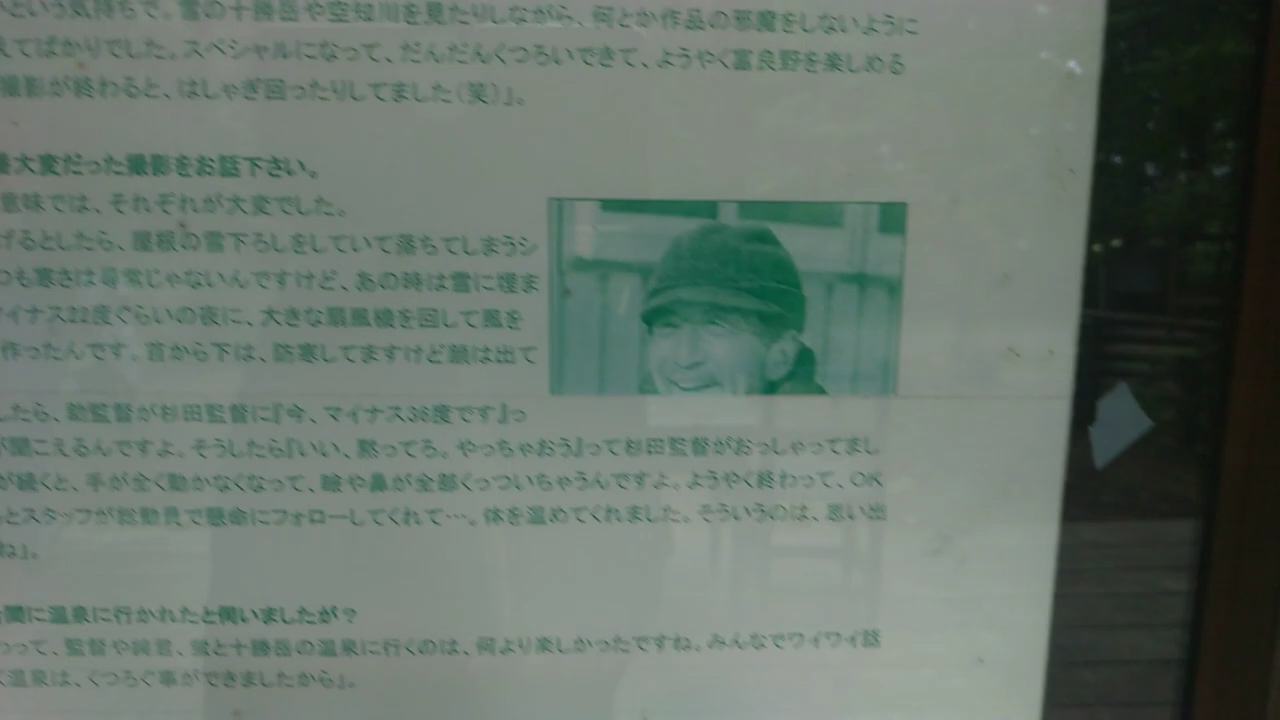 という気持ちで。雪の十勝岳や空知川を見たりしながら、何とか作品の邪魔をしないように
えてばかりでした。スペシャルになって、だんだんくつろいできて、ようやく富良野を楽しめる
撮影が終わると、はしゃぎ回ったりしてました（笑）」。
最大変だった撮影をお話下さい。
意味では、それぞれが大変でした。
げるとしたら、屋根の雪下ろしをしていて落ちてしまうシ
つも寒さは尋常じゃないんですけど、あの時は雪に埋ま
マイナス22度ぐらいの夜に、大きな扇風機を回して風を
作ったんです。首から下は、防寒してますけど顔は出て
したら、助監督が杉田監督に『今、マイナス36度です』っ
が聞こえるんですよ。そうしたら『いい、黙ってろ。やっちゃおう』って杉田監督がおっしゃってまし
が続くと、手が全く動かなくなって、瞼や鼻が全部くっついちゃうんですよ。ようやく終わって、OK
とスタッフが総動員で懸命にフォローしてくれて…。体を温めてくれました。そういうのは、思い出
ね」。
間に温泉に行かれたと伺いましたが？
わって、監督や純君、蛍と十勝岳の温泉に行くのは、何より楽しかったですね。みんなでワイワイ話
く温泉は、くつろぐ事ができましたから」。